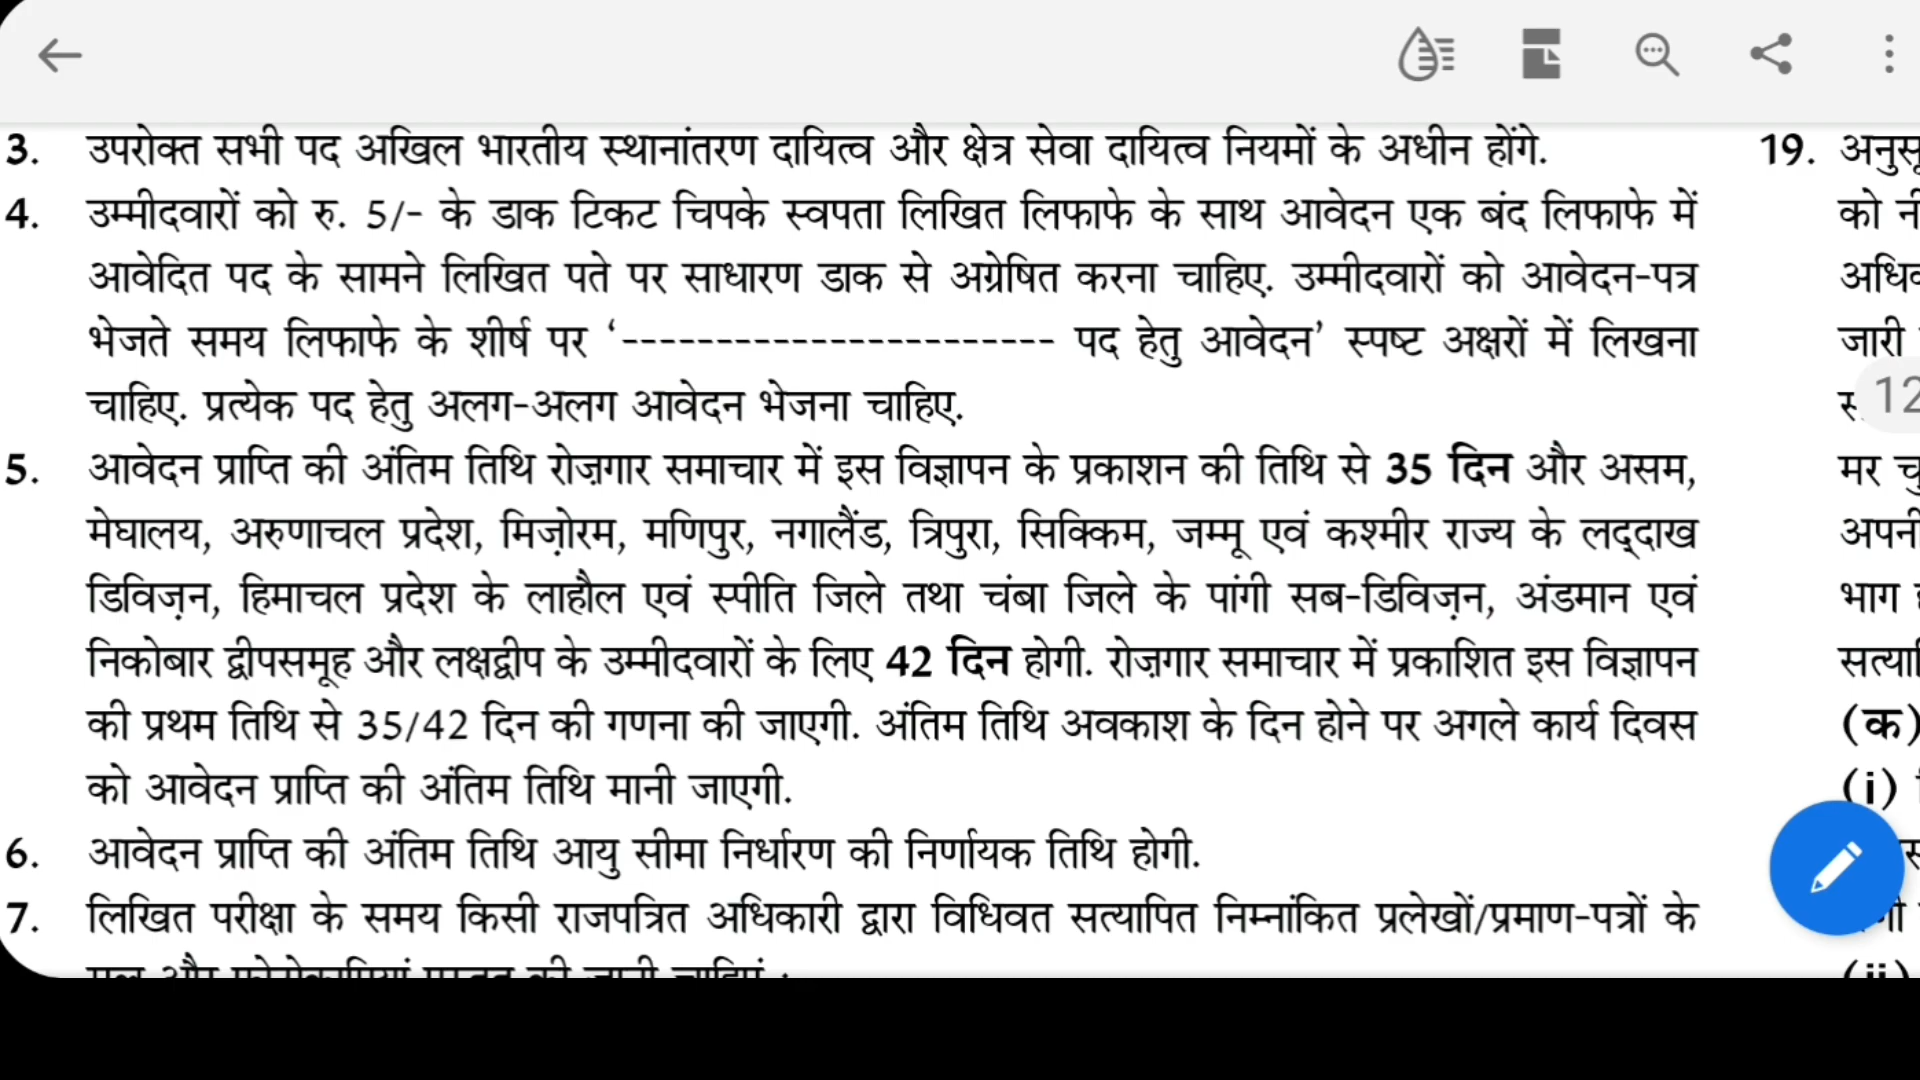 3. उपरोक्त सभी पद अखिल भारतीय स्थानांतरण दायित्व और क्षेत्र सेवा दायित्व नियमों के अधीन होंगे.
4. उम्मीदवारों को रु. 5/- के डाक टिकट चिपके स्वपता लिखित लिफाफे के साथ आवेदन एक बंद लिफाफे में
आवेदित पद के सामने लिखित पते पर साधारण डाक से अग्रेषित करना चाहिए. उम्मीदवारों को आवेदन-पत्र
भेजते समय लिफाफे के शीर्ष पर ‘----------------------- पद हेतु आवेदन’ स्पष्ट अक्षरों में लिखना
चाहिए. प्रत्येक पद हेतु अलग-अलग आवेदन भेजना चाहिए.
5. आवेदन प्राप्ति की अंतिम तिथि रोज़गार समाचार में इस विज्ञापन के प्रकाशन की तिथि से 35 दिन और असम,
मेघालय, अरुणाचल प्रदेश, मिज़ोरम, मणिपुर, नगालैंड, त्रिपुरा, सिक्किम, जम्मू एवं कश्मीर राज्य के लद्दाख
डिविज़न, हिमाचल प्रदेश के लाहौल एवं स्पीति जिले तथा चंबा जिले के पांगी सब-डिविज़न, अंडमान एवं
निकोबार द्वीपसमूह और लक्षद्वीप के उम्मीदवारों के लिए 42 दिन होगी. रोज़गार समाचार में प्रकाशित इस विज्ञापन
की प्रथम तिथि से 35/42 दिन की गणना की जाएगी. अंतिम तिथि अवकाश के दिन होने पर अगले कार्य दिवस
को आवेदन प्राप्ति की अंतिम तिथि मानी जाएगी.
6. आवेदन प्राप्ति की अंतिम तिथि आयु सीमा निर्धारण की निर्णायक तिथि होगी.
7. लिखित परीक्षा के समय किसी राजपत्रित अधिकारी द्वारा विधिवत सत्यापित निम्नांकित प्रलेखों/प्रमाण-पत्रों के
19.
को
जारी
12
मर
भाग
(क)
(i)